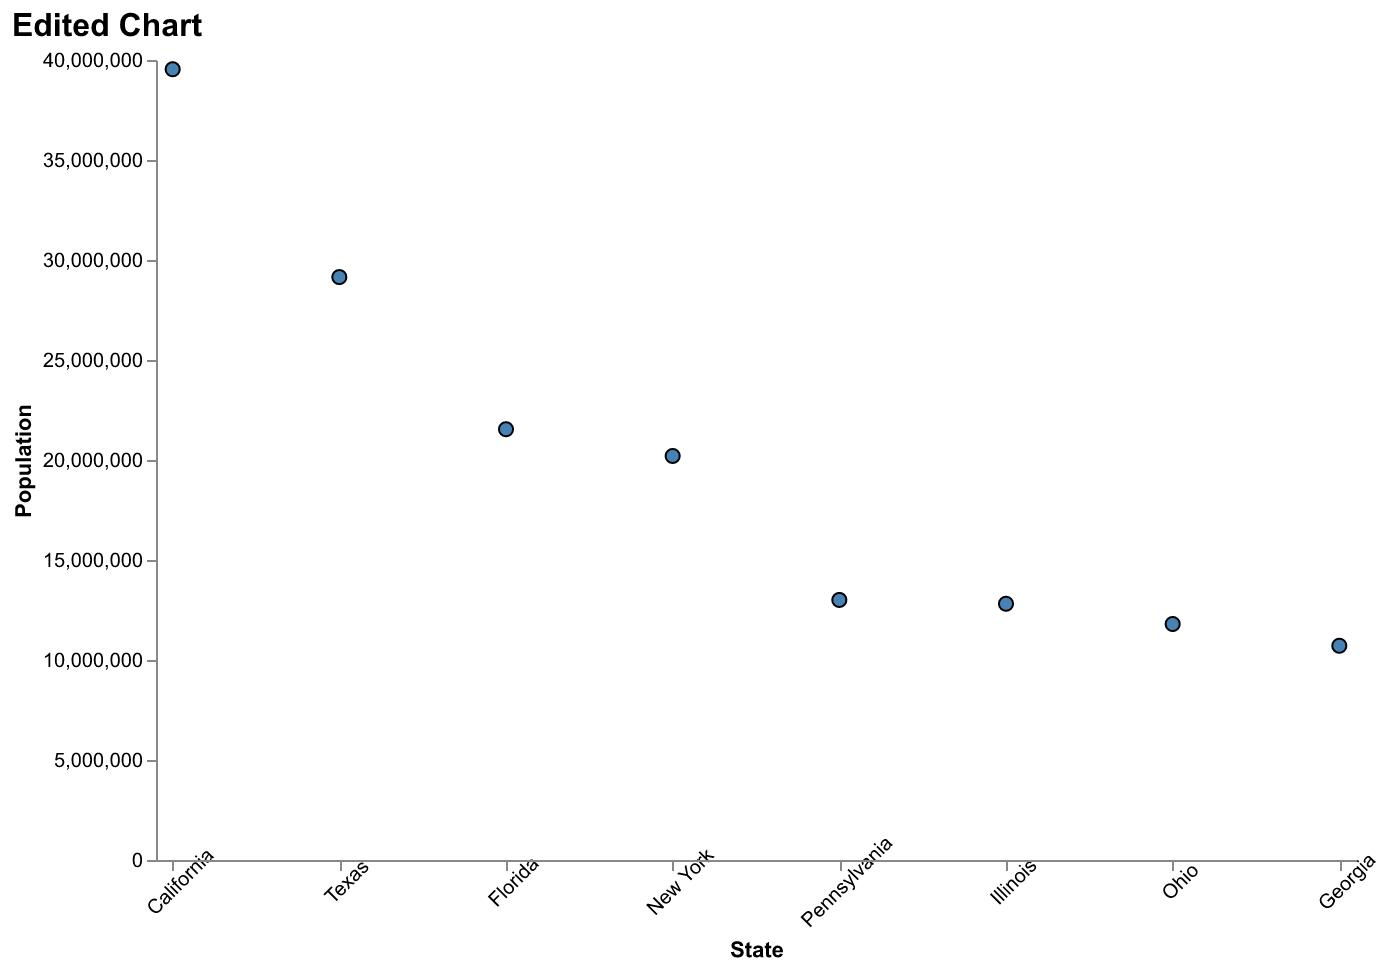 Edited Chart
40,000,000
35,000,000
30,000,000
25,000,000
20,000,000
15,000,000
10,000,000
5,000,000
0
Population
California
Texas
Florida
New York
Pennsylvania
Illinois
Ohio
Georgia
State